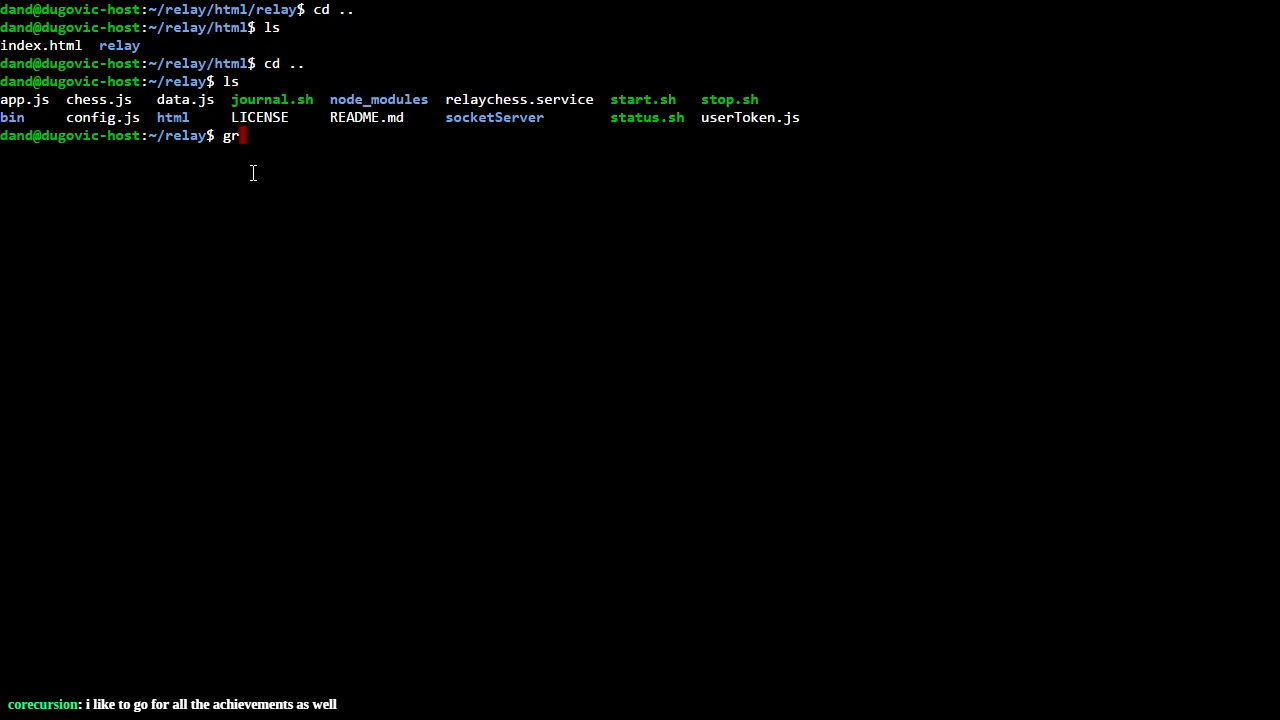 dand@dugovic-host:~/relay/html/relay$ cd ..
dand@dugovic-host:~/relay/html$ ls
index.html  relay
dand@dugovic-host:~/relay/html$ cd ..
dand@dugovic-host:~/relay$ ls
app.js  chess.js   data.js  journal.sh  node_modules  relaychess.service  start.sh   stop.sh
bin     config.js  html     LICENSE     README.md     socketServer        status.sh  userToken.js
dand@dugovic-host:~/relay$ gr
corecursion: i like to go for all the achievements as well